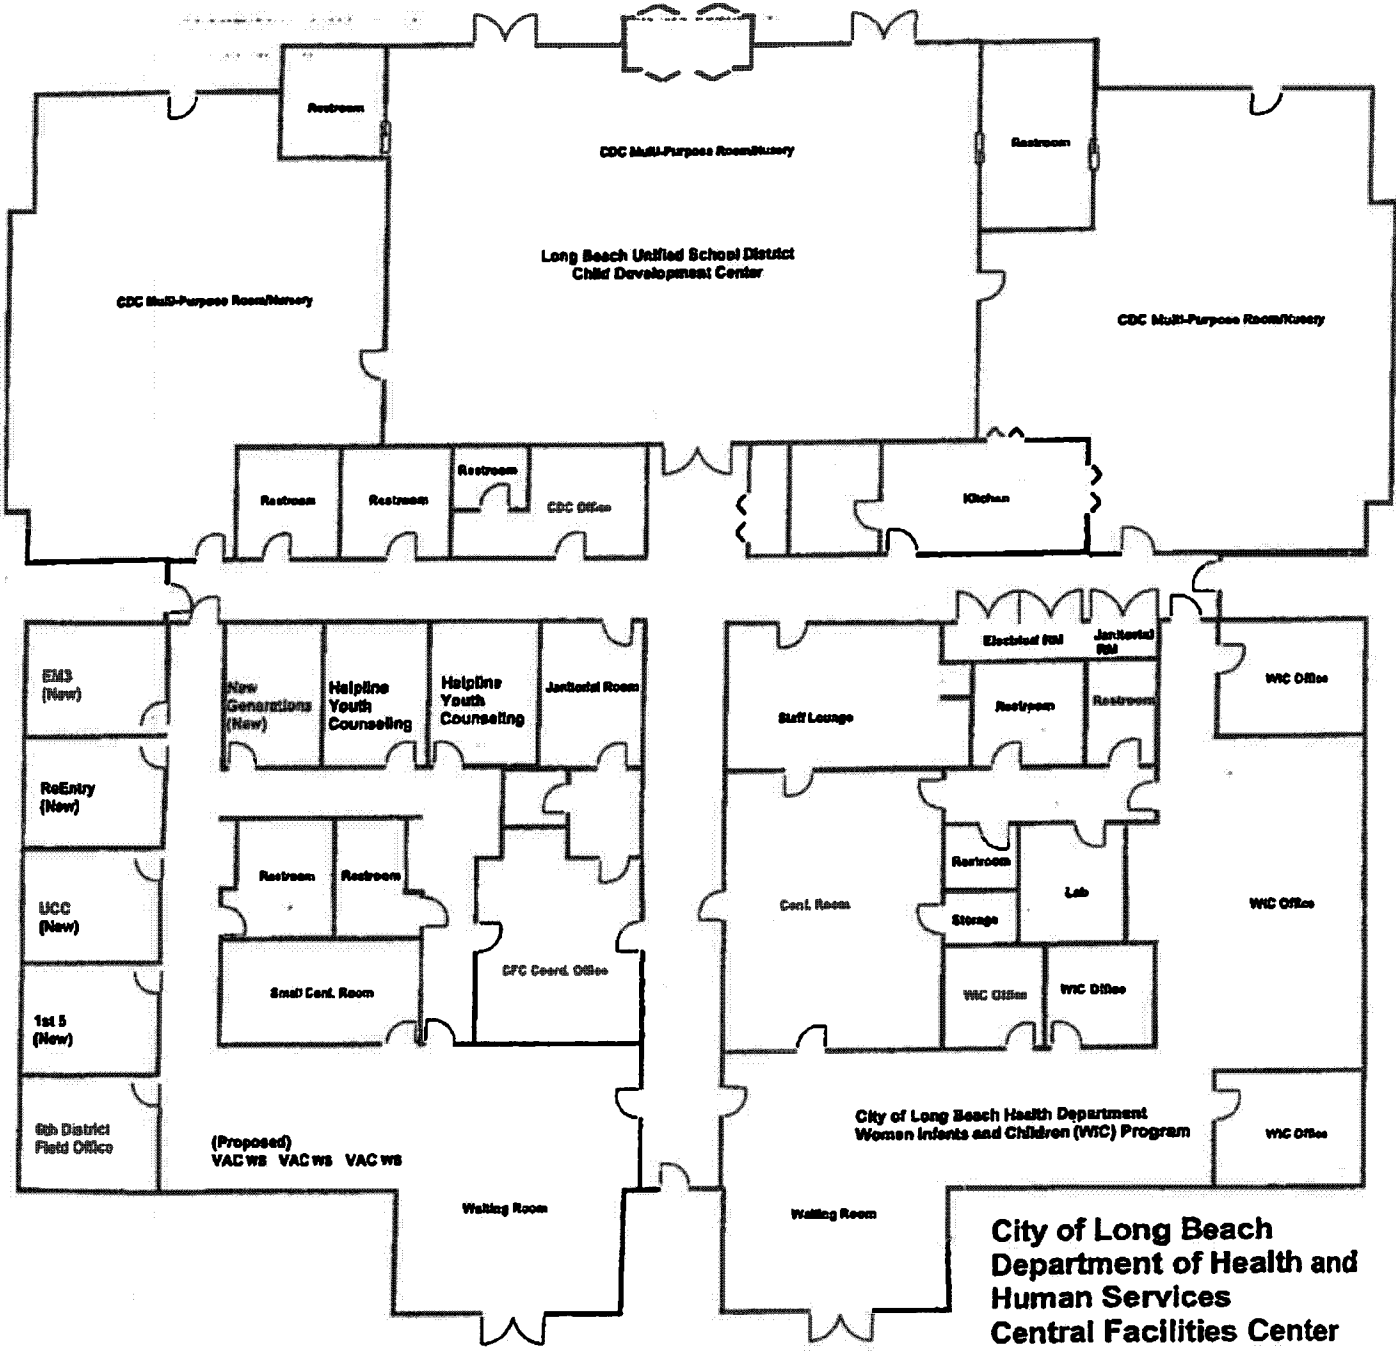 Restroom
CDC Multi-Purpose Room/Nusery
Restroom
Long Beach Unified School District
Child Development Center
CDC Multi-Purpose Room/Nursery
CDC Multi-Purpose Room/Nusery
Restroom
Restroom
Restroom
CDC Office
Kitchen
EM3
(New)
New
Generations
(New)
Helpline
Youth
Counseling
Helpline
Youth
Counseling
Janitorial Room
Staff Lounge
Electrical RM
Janitorial
RM
Restroom
Restroom
WIC Office
ReEntry
(New)
Restroom
Restroom
Restroom
Lab
Storage
Conf. Room
WIC Office
UCC
(New)
CFC Coord. Office
Small Conf. Room
WIC Office
WIC Office
1st 5
(New)
6th District
Field Office
(Proposed)
VAC ws VAC ws VAC ws
City of Long Beach Health Department
Women Infants and Children (WIC) Program
WIC Office
Waiting Room
Waiting Room
City of Long Beach
Department of Health and
Human Services
Central Facilities Center